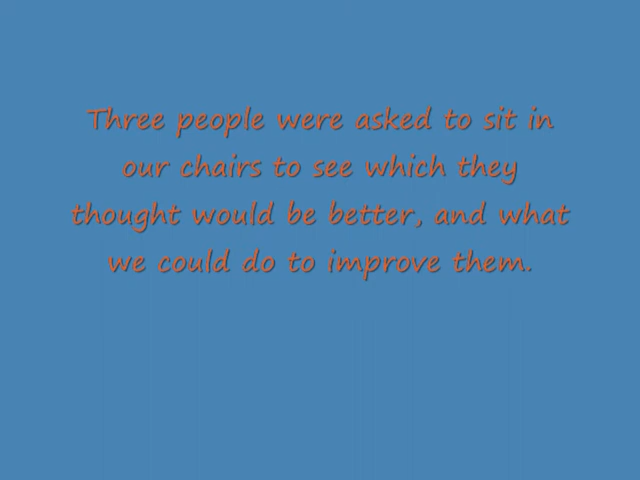 Three people were asked to sit in
our chairs to see which they
thought would be better, and what
we could do to improve them.